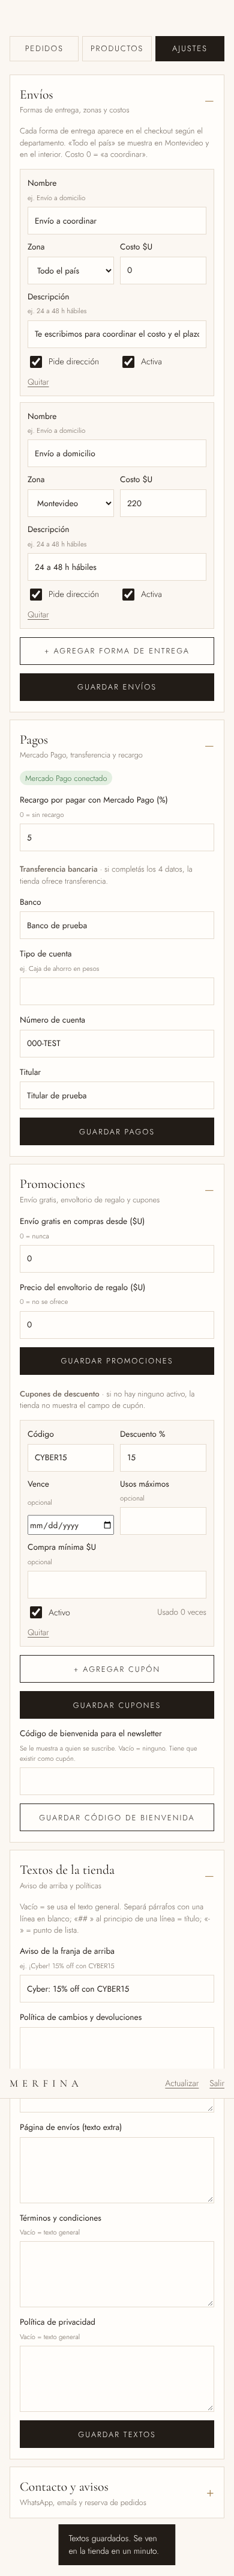 PEDIDOS
PRODUCTOS
AJUSTES
Envíos
Formas de entrega, zonas y costos
Cada forma de entrega aparece en el checkout según el
departamento. «Todo el país» se muestra en Montevideo y
en el interior. Costo 0 = «a coordinar».
Nombre
ej. Envío a domicilio
Envío a coordinar
Zona
Costo $U
Todo el país
0
Descripción
ej. 24 a 48 h hábiles
Te escribimos para coordinar el costo y el plazo
Pide dirección
Activa
Quitar
Nombre
ej. Envío a domicilio
Envío a domicilio
Zona
Costo $U
Montevideo
220
Descripción
ej. 24 a 48 h hábiles
24 a 48 h hábiles
Pide dirección
Activa
Quitar
+ AGREGAR FORMA DE ENTREGA
GUARDAR ENVÍOS
Pagos
Mercado Pago, transferencia y recargo
Mercado Pago conectado
Recargo por pagar con Mercado Pago (%)
0 = sin recargo
5
Transferencia bancaria · si completás los 4 datos, la
tienda ofrece transferencia.
Banco
Banco de prueba
Tipo de cuenta
ej. Caja de ahorro en pesos
Número de cuenta
000-TEST
Titular
Titular de prueba
GUARDAR PAGOS
Promociones
Envío gratis, envoltorio de regalo y cupones
Envío gratis en compras desde ($U)
0 = nunca
0
Precio del envoltorio de regalo ($U)
0 = no se ofrece
0
GUARDAR PROMOCIONES
Cupones de descuento · si no hay ninguno activo, la
tienda no muestra el campo de cupón.
Código
Descuento %
CYBER15
15
Vence
Usos máximos
opcional
opcional
mm/dd/yyyy
Compra mínima $U
opcional
Activo
Usado 0 veces
Quitar
+ AGREGAR CUPÓN
GUARDAR CUPONES
Código de bienvenida para el newsletter
Se le muestra a quien se suscribe. Vacío = ninguno. Tiene que
existir como cupón.
GUARDAR CÓDIGO DE BIENVENIDA
Textos de la tienda
Aviso de arriba y políticas
Vacío = se usa el texto general. Separá párrafos con una
línea en blanco; «## » al principio de una línea = título; «-
» = punto de lista.
Aviso de la franja de arriba
ej. ¡Cyber! 15% off con CYBER15
Cyber: 15% off con CYBER15
Política de cambios y devoluciones
MERFINA
Actualizar
Salir
Página de envíos (texto extra)
Términos y condiciones
Vacío = texto general
Política de privacidad
Vacío = texto general
GUARDAR TEXTOS
Contacto y avisos
WhatsApp, emails y reserva de pedidos
Textos guardados. Se ven
en la tienda en un minuto.